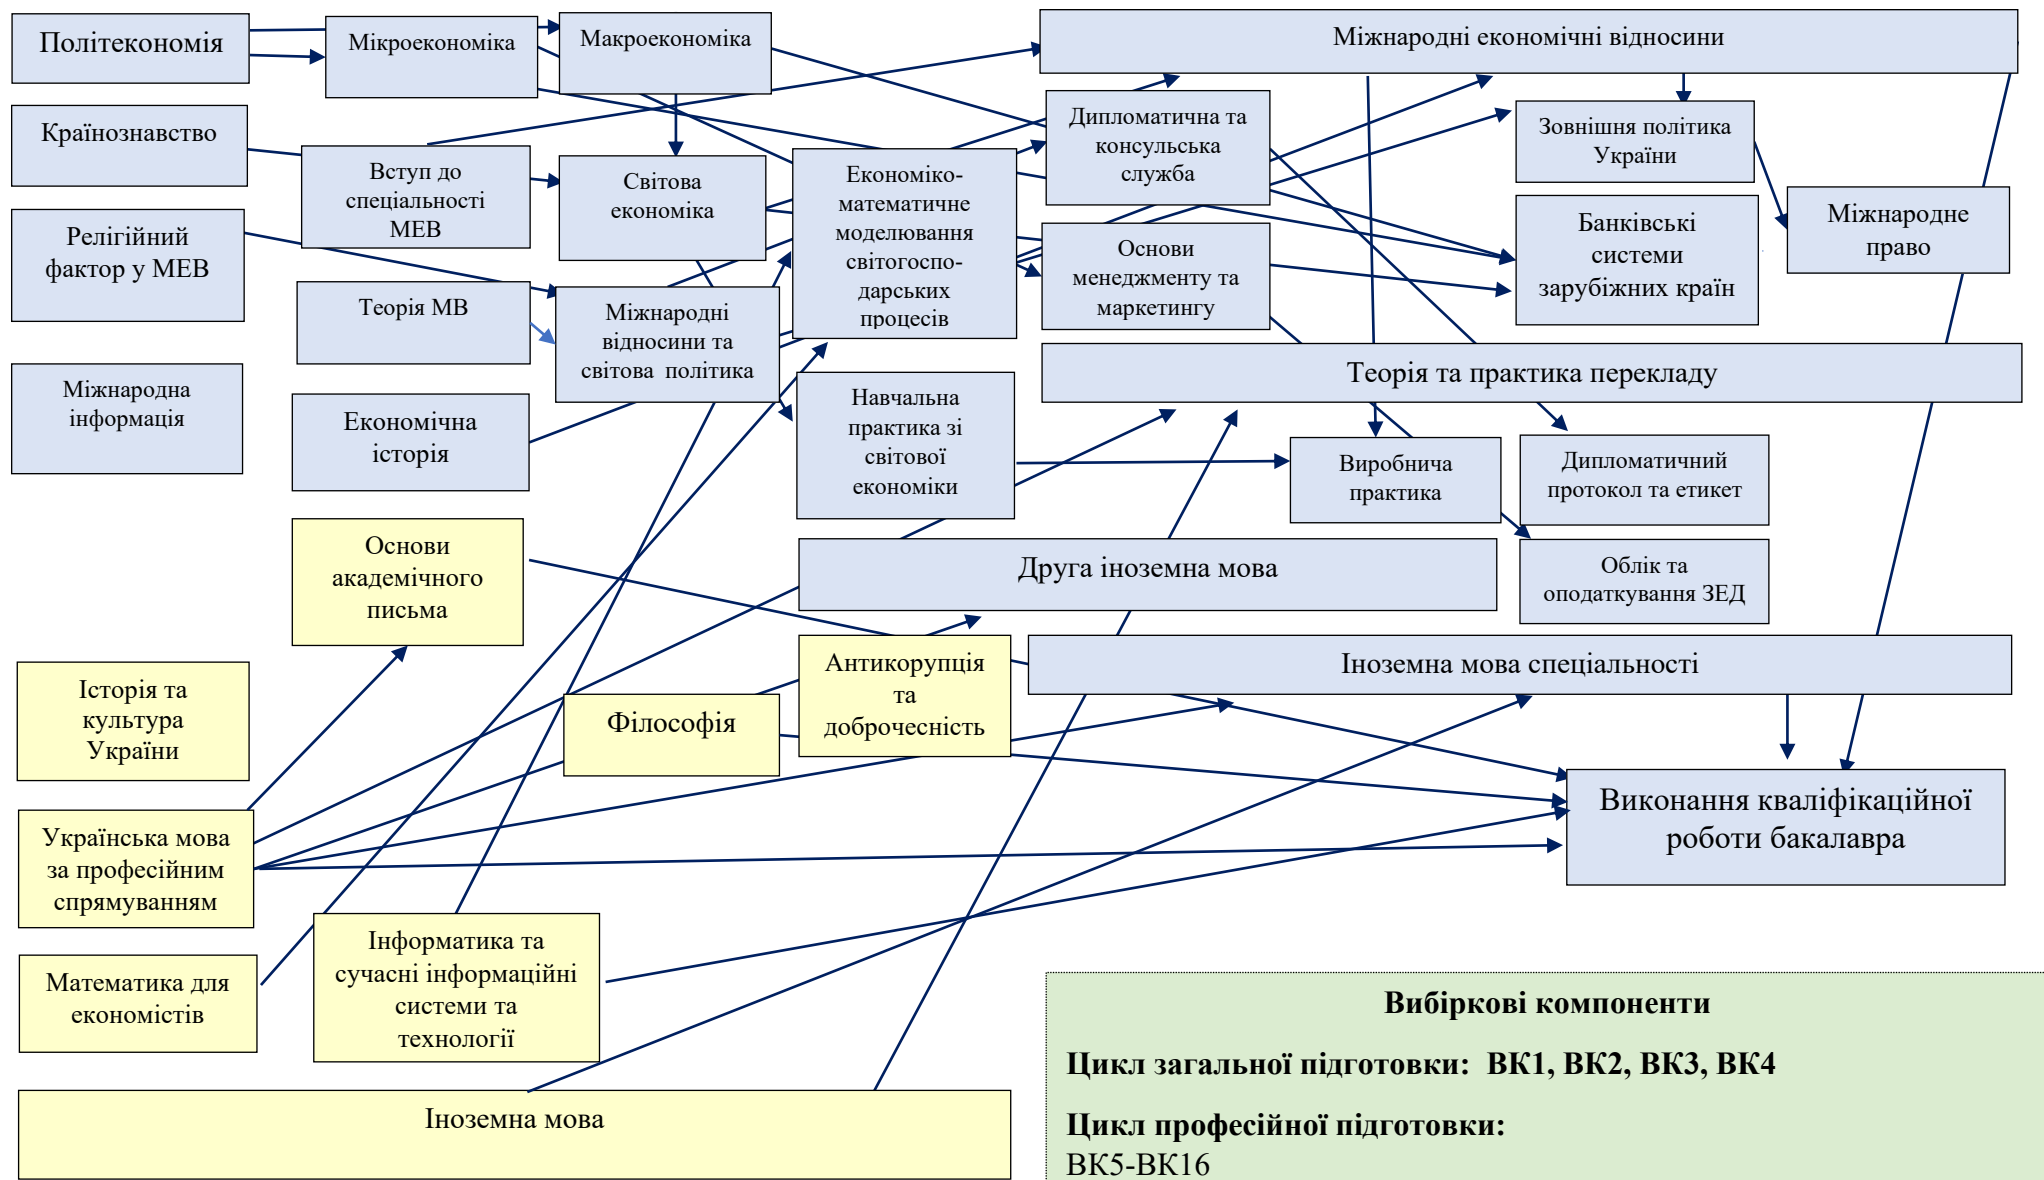 Політекономія
Мікроекономіка
Макроекономіка
Міжнародні економічні відносини
Країнознавство
Вступ до
спеціальності
МЕВ
Світова
економіка
Економіко-
математичне
моделювання
світогоспо-
дарських
процесів
Дипломатична та
консульська
служба
Зовнішня політика
України
Релігійний
фактор у МЕВ
Теорія МВ
Міжнародні
відносини та
світова політика
Основи
менеджменту та
маркетингу
Банківські
системи
зарубіжних країн
Міжнародне
право
Міжнародна
інформація
Економічна
історія
Навчальна
практика зі
світової
економіки
Теорія та практика перекладу
Виробнича
практика
Дипломатичний
протокол та етикет
Основи
академічного
письма
Друга іноземна мова
Облік та
оподаткування ЗЕД
Історія та
культура
України
Філософія
Антикорупція
та
доброчесність
Іноземна мова спеціальності
Українська мова
за професійним
спрямуванням
Виконання кваліфікаційної
роботи бакалавра
Математика для
економістів
Інформатика та
сучасні інформаційні
системи та
технології
Іноземна мова
Вибіркові компоненти
Цикл загальної підготовки: ВК1, ВК2, ВК3, ВК4
Цикл професійної підготовки:
ВК5-ВК16